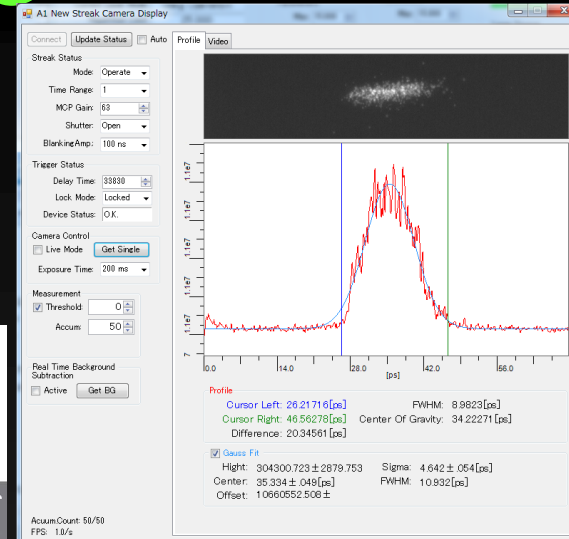 A1 New Streak Camera Display
Connect Update Status Auto
Profile Video
Streak Status
Mode: Operate
Time Range: 1
MCP Gain: 63
Shutter: Open
BlankingAmp.: 100 ns
Trigger Status
Delay Time: 33830
Lock Mode: Locked
Device Status: O.K.
Camera Control
Live Mode Get Single
Exposure Time: 200 ms
Measurement
Threshold: 0
Accum: 50
Real Time Background
Subtraction
Active Get BG
Acuum.Count: 50/50
FPS: 1.0/s
1.1e7
1.1e7
1.1e7
1.1e7
1.1e7
7
0.0 14.0 28.0 42.0 56.0
[ps]
Profile
Cursor Left: 26.21716[ps] FWHM: 8.9823[ps]
Cursor Right: 46.56278[ps] Center Of Gravity: 34.22271[ps]
Difference: 20.34561[ps]
Gauss Fit
Hight: 304300.723±2879.753 Sigma: 4.642±.054[ps]
Center: 35.334±.049[ps] FWHM: 10.932[ps]
Offset: 10660552.508±